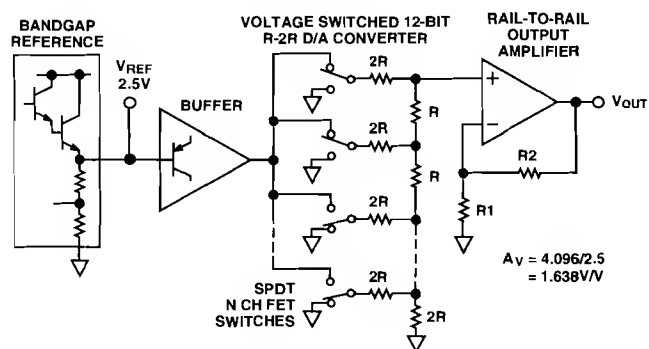 BANDGAP
REFERENCE
VREF
2.5V
BUFFER
VOLTAGE SWITCHED 12-BIT
R-2R D/A CONVERTER
2R
R
2R
R
2R
2R
2R
SPDT
N CH FET
SWITCHES
RAIL-TO-RAIL
OUTPUT
AMPLIFIER
+
−
VOUT
R2
R1
AV = 4.096/2.5
= 1.638V/V